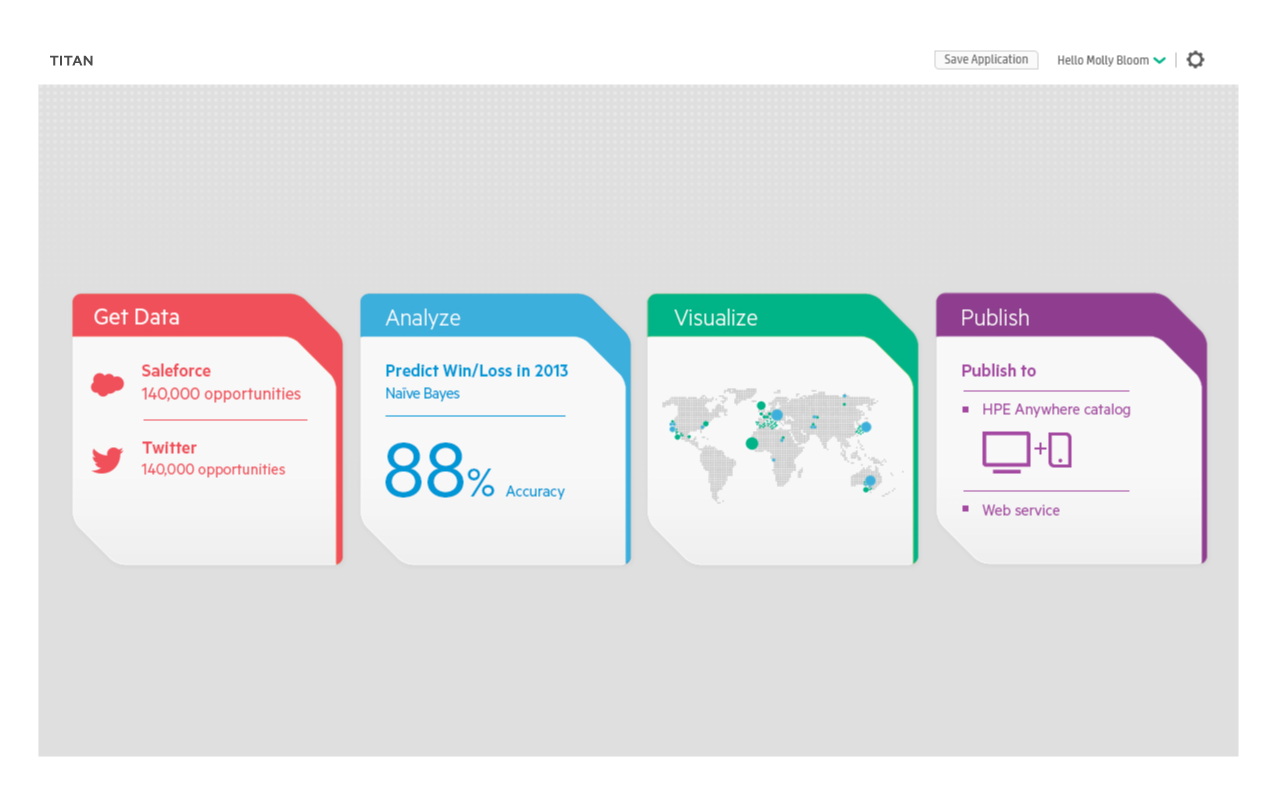 TITAN
Save Application
Hello Molly Bloom
Get Data
Saleforce
140,000 opportunities
Twitter
140,000 opportunities
Analyze
Predict Win/Loss in 2013
Naïve Bayes
88% Accuracy
Visualize
Publish
Publish to
HPE Anywhere catalog
+
Web service